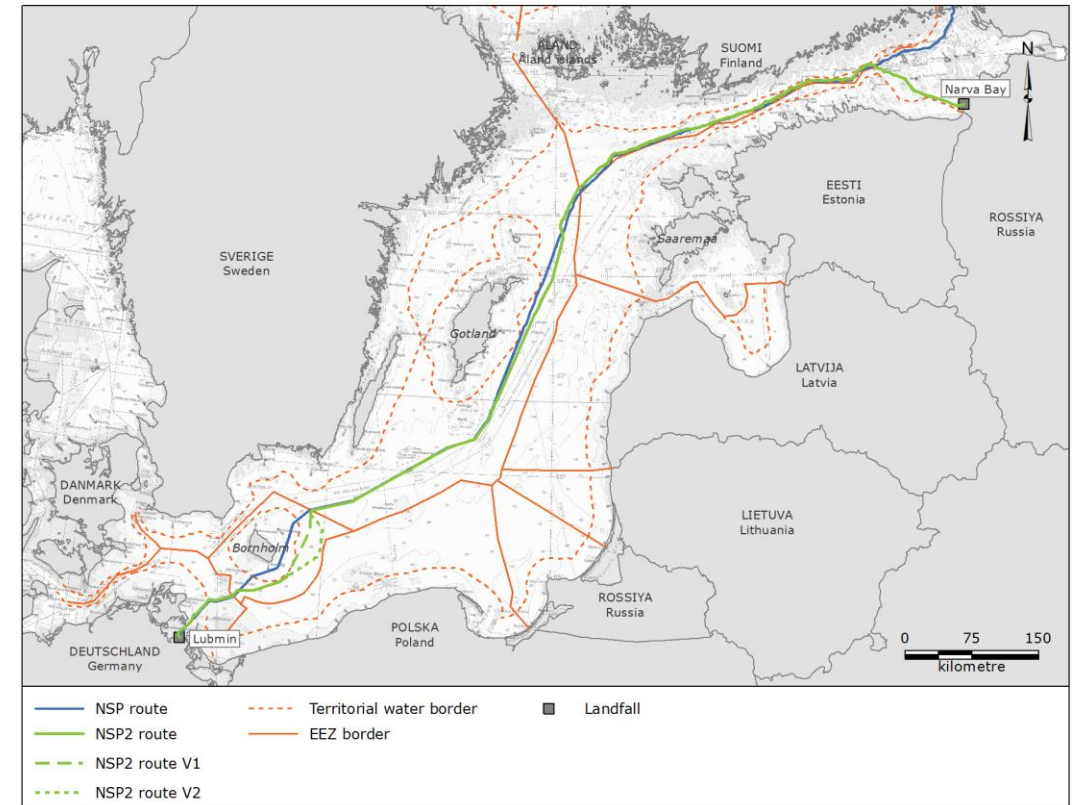 ÅLAND
Åland islands
SUOMI
Finland
N
Narva Bay
EESTI
Estonia
ROSSIYA
Russia
SVERIGE
Sweden
Saaremaa
Gotland
LATVIJA
Latvia
DANMARK
Denmark
LIETUVA
Lithuania
Bornholm
ROSSIYA
Russia
POLSKA
Poland
Lubmin
DEUTSCHLAND
Germany
0 75 150
kilometre
NSP route
Territorial water border
Landfall
NSP2 route
EEZ border
NSP2 route V1
NSP2 route V2